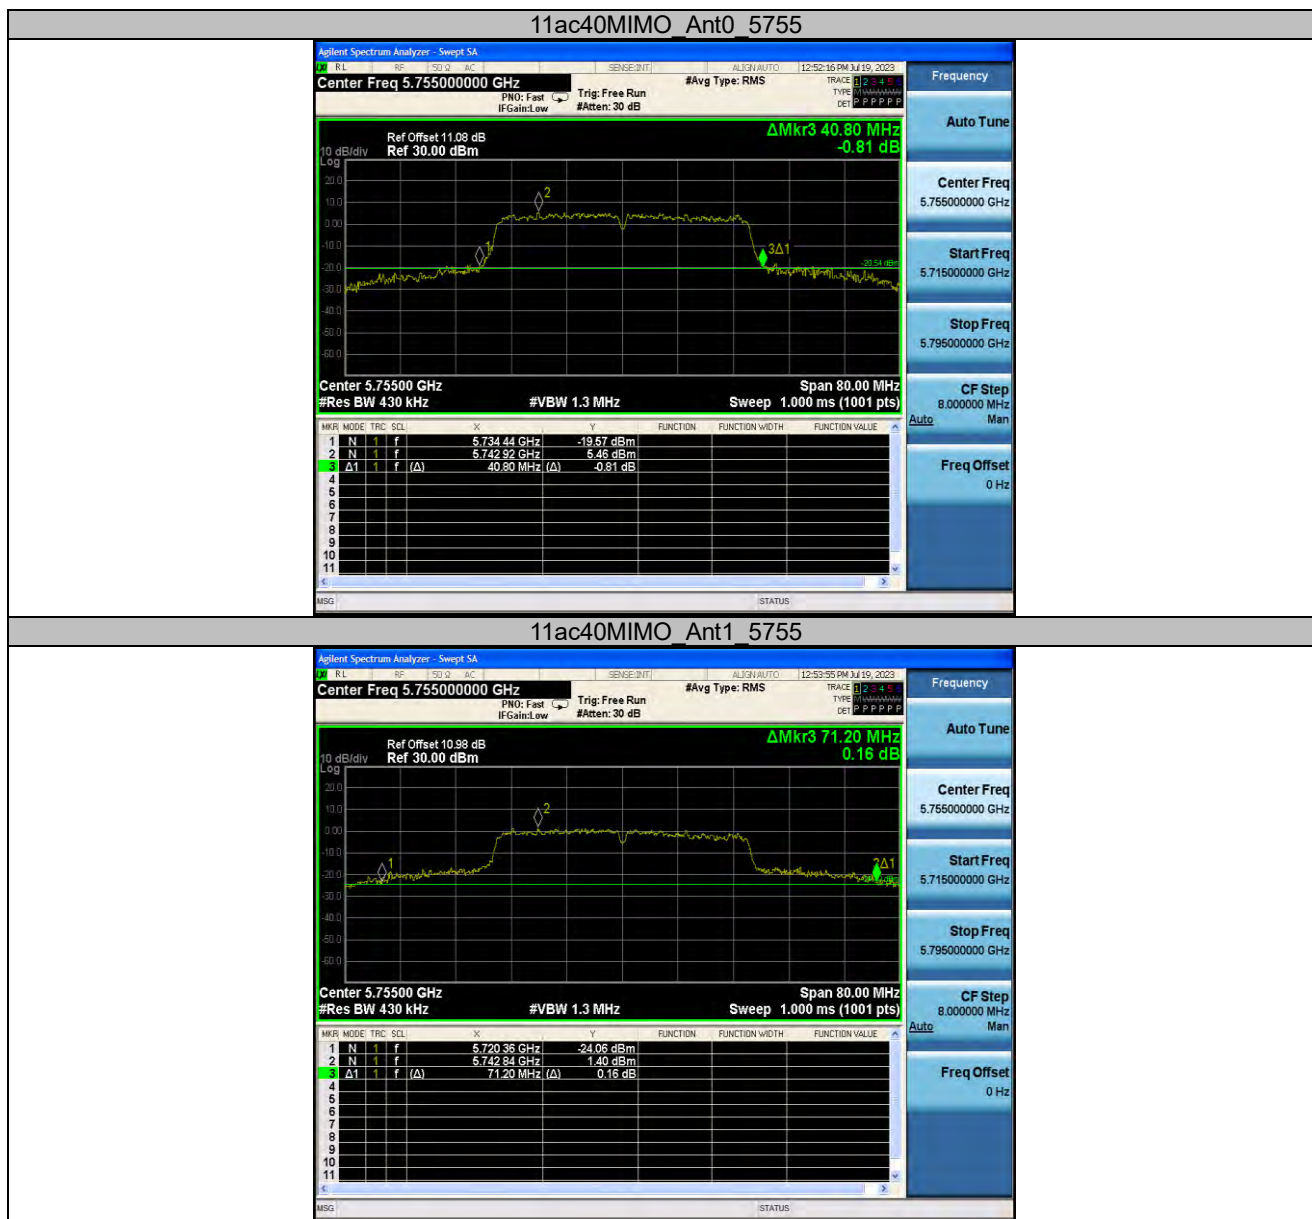 11ac40MIMO_Ant0_5755
Agilent Spectrum Analyzer - Swept SA
RL RF 50 Ω AC SENSE:INT ALIGN AUTO 12:52:16 PM Jul 19, 2023
Center Freq 5.755000000 GHz
PNO: Fast
IFGain:Low
Trig: Free Run
#Atten: 30 dB
#Avg Type: RMS
TRACE 1 2 3 4 5 6
TYPE M
DET P P P P P P
Frequency
Ref Offset 11.08 dB
10 dB/div Ref 30.00 dBm
Log
ΔMkr3 40.80 MHz
-0.81 dB
20.0
10.0
0.00
-10.0
-20.0
-30.0
-40.0
-50.0
-60.0
2
1
3Δ1
-20.54 dBm
Center 5.75500 GHz Span 80.00 MHz
#Res BW 430 kHz #VBW 1.3 MHz Sweep 1.000 ms (1001 pts)
MKR MODE TRC SCL X Y FUNCTION FUNCTION WIDTH FUNCTION VALUE
1 N 1 f 5.734 44 GHz -19.57 dBm
2 N 1 f 5.742 92 GHz 5.46 dBm
3 Δ1 1 f (Δ) 40.80 MHz (Δ) -0.81 dB
4
5
6
7
8
9
10
11
MSG STATUS
Auto Tune
Center Freq
5.755000000 GHz
Start Freq
5.715000000 GHz
Stop Freq
5.795000000 GHz
CF Step
8.000000 MHz
Auto Man
Freq Offset
0 Hz
11ac40MIMO_Ant1_5755
Agilent Spectrum Analyzer - Swept SA
RL RF 50 Ω AC SENSE:INT ALIGN AUTO 12:53:55 PM Jul 19, 2023
Center Freq 5.755000000 GHz
PNO: Fast
IFGain:Low
Trig: Free Run
#Atten: 30 dB
#Avg Type: RMS
TRACE 1 2 3 4 5 6
TYPE M
DET P P P P P P
Frequency
Ref Offset 10.98 dB
10 dB/div Ref 30.00 dBm
Log
ΔMkr3 71.20 MHz
0.16 dB
20.0
10.0
0.00
-10.0
-20.0
-30.0
-40.0
-50.0
-60.0
2
1
3Δ1
Center 5.75500 GHz Span 80.00 MHz
#Res BW 430 kHz #VBW 1.3 MHz Sweep 1.000 ms (1001 pts)
MKR MODE TRC SCL X Y FUNCTION FUNCTION WIDTH FUNCTION VALUE
1 N 1 f 5.720 36 GHz -24.06 dBm
2 N 1 f 5.742 84 GHz 1.40 dBm
3 Δ1 1 f (Δ) 71.20 MHz (Δ) 0.16 dB
4
5
6
7
8
9
10
11
MSG STATUS
Auto Tune
Center Freq
5.755000000 GHz
Start Freq
5.715000000 GHz
Stop Freq
5.795000000 GHz
CF Step
8.000000 MHz
Auto Man
Freq Offset
0 Hz